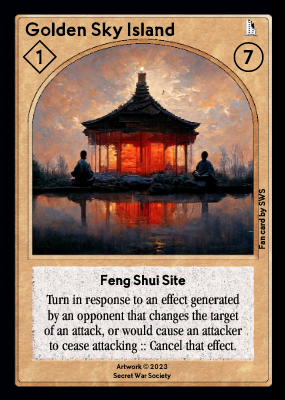 Golden Sky Island
1
7
Fan card by SWS
Feng Shui Site
Turn in response to an effect generated
by an opponent that changes the target
of an attack, or would cause an attacker
to cease attacking :: Cancel that effect.
Artwork © 2023
Secret War Society